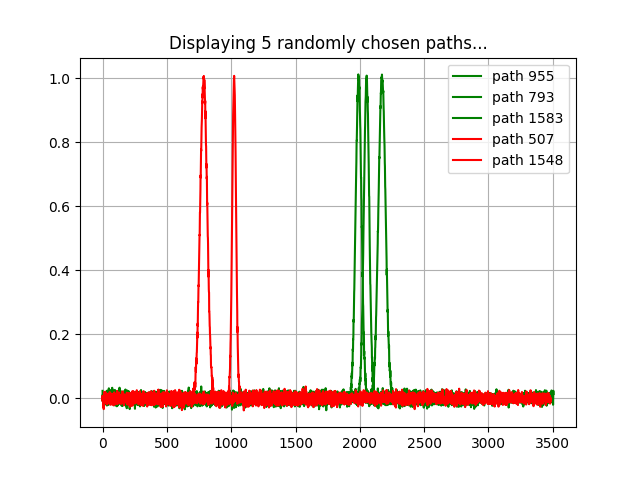 Displaying 5 randomly chosen paths...
path 955
path 793
path 1583
path 507
path 1548
1.0
0.8
0.6
0.4
0.2
0.0
0 500 1000 1500 2000 2500 3000 3500